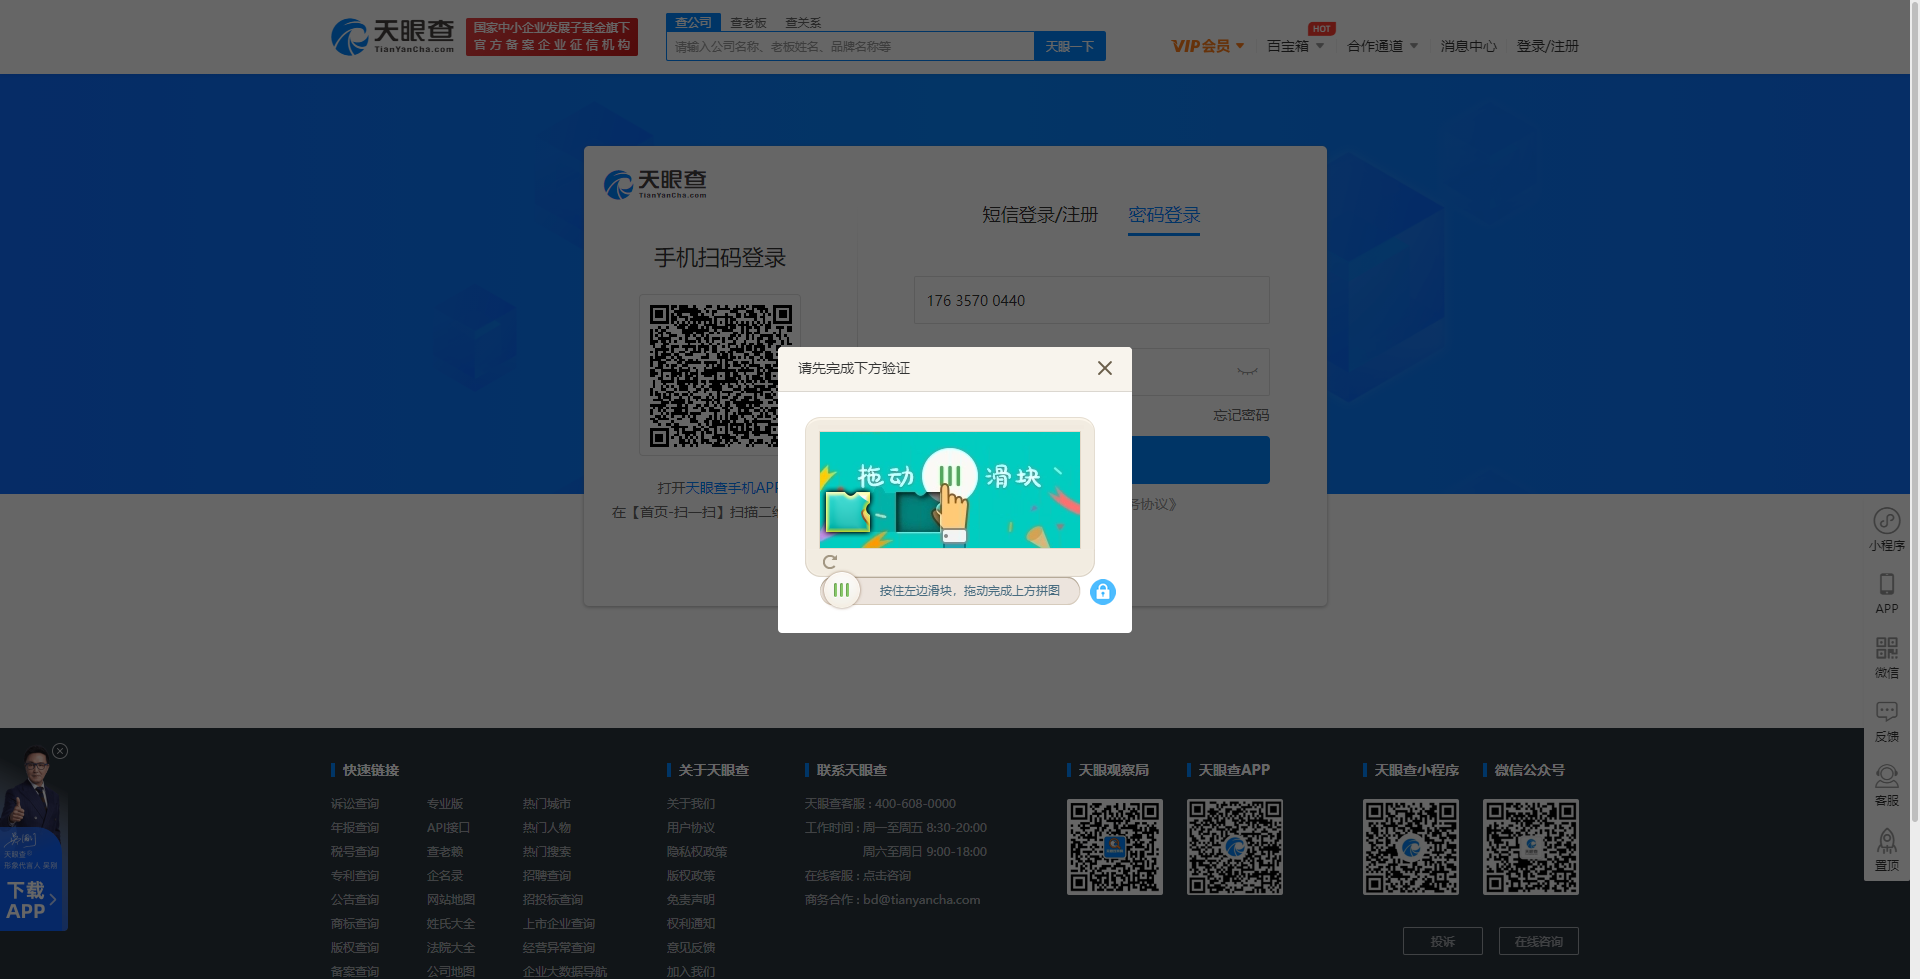 天眼查
TianYanCha.com
国家中小企业发展子基金旗下
官方备案企业征信机构
查公司 查老板 查关系
请输入公司名称、老板姓名、品牌名称等 天眼一下
VIP会员 百宝箱 HOT 合作通道 消息中心 登录/注册
天眼查
TianYanCha.com
短信登录/注册 密码登录
手机扫码登录
176 3570 0440
忘记密码
打开天眼查手机AP
在【首页-扫一扫】扫描二
务协议》
请先完成下方验证
拖动 滑块
按住左边滑块，拖动完成上方拼图
小程序
APP
微信
反馈
客服
置顶
天眼查
形象代言人
下载
APP
快速链接
诉讼查询 专业版 热门城市
年报查询 API接口 热门人物
税号查询 查老赖 热门搜索
专利查询 企名录 招聘查询
公告查询 网站地图 招投标查询
商标查询 姓氏大全 上市企业查询
版权查询 法院大全 经营异常查询
备案查询 公司地图 企业大数据导航
关于天眼查
关于我们
用户协议
隐私权政策
版权政策
免责声明
权利通知
意见反馈
加入我们
联系天眼查
天眼查客服 : 400-608-0000
工作时间 : 周一至周五 8:30-20:00
周六至周日 9:00-18:00
在线客服 : 点击咨询
商务合作 : bd@tianyancha.com
天眼观察局 天眼查APP 天眼查小程序 微信公众号
投诉 在线咨询